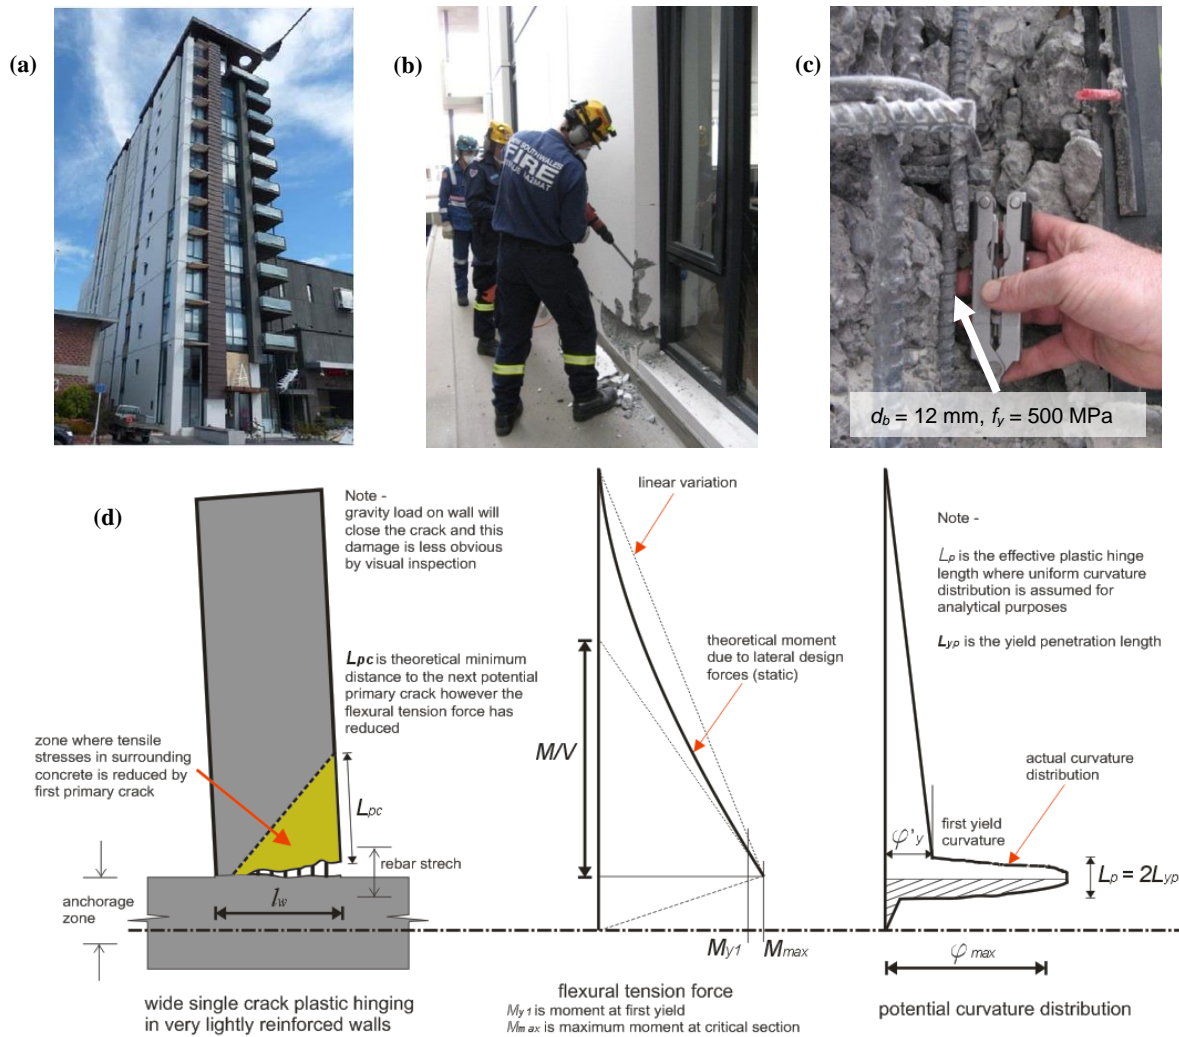 (a)
(b)
(c)
SOUTH WALES
FIRE
d_b = 12 mm, f_y = 500 MPa
(d)
Note -
gravity load on wall will
close the crack and this
damage is less obvious
by visual inspection
L_pc is theoretical minimum
distance to the next potential
primary crack however the
flexural tension force has
reduced
zone where tensile
stresses in surrounding
concrete is reduced by
first primary crack
L_pc
rebar strech
anchorage
zone
l_w
wide single crack plastic hinging
in very lightly reinforced walls
linear variation
theoretical moment
due to lateral design
forces (static)
M/V
M_y1
M_max
flexural tension force
M_y1 is moment at first yield
M_max is maximum moment at critical section
Note -
L_p is the effective plastic hinge
length where uniform curvature
distribution is assumed for
analytical purposes
L_yp is the yield penetration length
actual curvature
distribution
φ'_y
first yield
curvature
L_p = 2L_yp
φ_max
potential curvature distribution